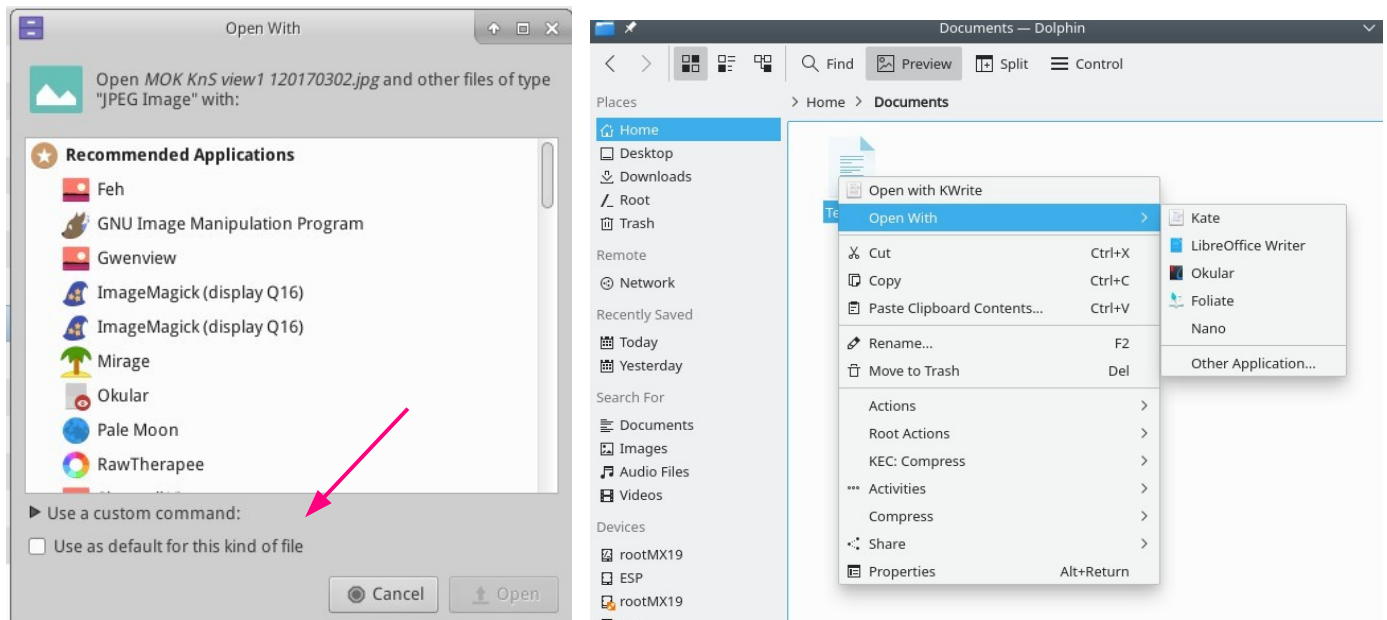 Open With
Open MOK KnS view1 120170302.jpg and other files of type
"JPEG Image" with:
Recommended Applications
Feh
GNU Image Manipulation Program
Gwenview
ImageMagick (display Q16)
ImageMagick (display Q16)
Mirage
Okular
Pale Moon
RawTherapee
Use a custom command:
Use as default for this kind of file
Cancel
Open
Documents — Dolphin
Find
Preview
Split
Control
Places
Home
Desktop
Downloads
Root
Trash
Remote
Network
Recently Saved
Today
Yesterday
Search For
Documents
Images
Audio Files
Videos
Devices
rootMX19
ESP
rootMX19
> Home > Documents
Te
Open with KWrite
Open With
Cut Ctrl+X
Copy Ctrl+C
Paste Clipboard Contents... Ctrl+V
Rename... F2
Move to Trash Del
Actions
Root Actions
KEC: Compress
Activities
Compress
Share
Properties Alt+Return
Kate
LibreOffice Writer
Okular
Foliate
Nano
Other Application...